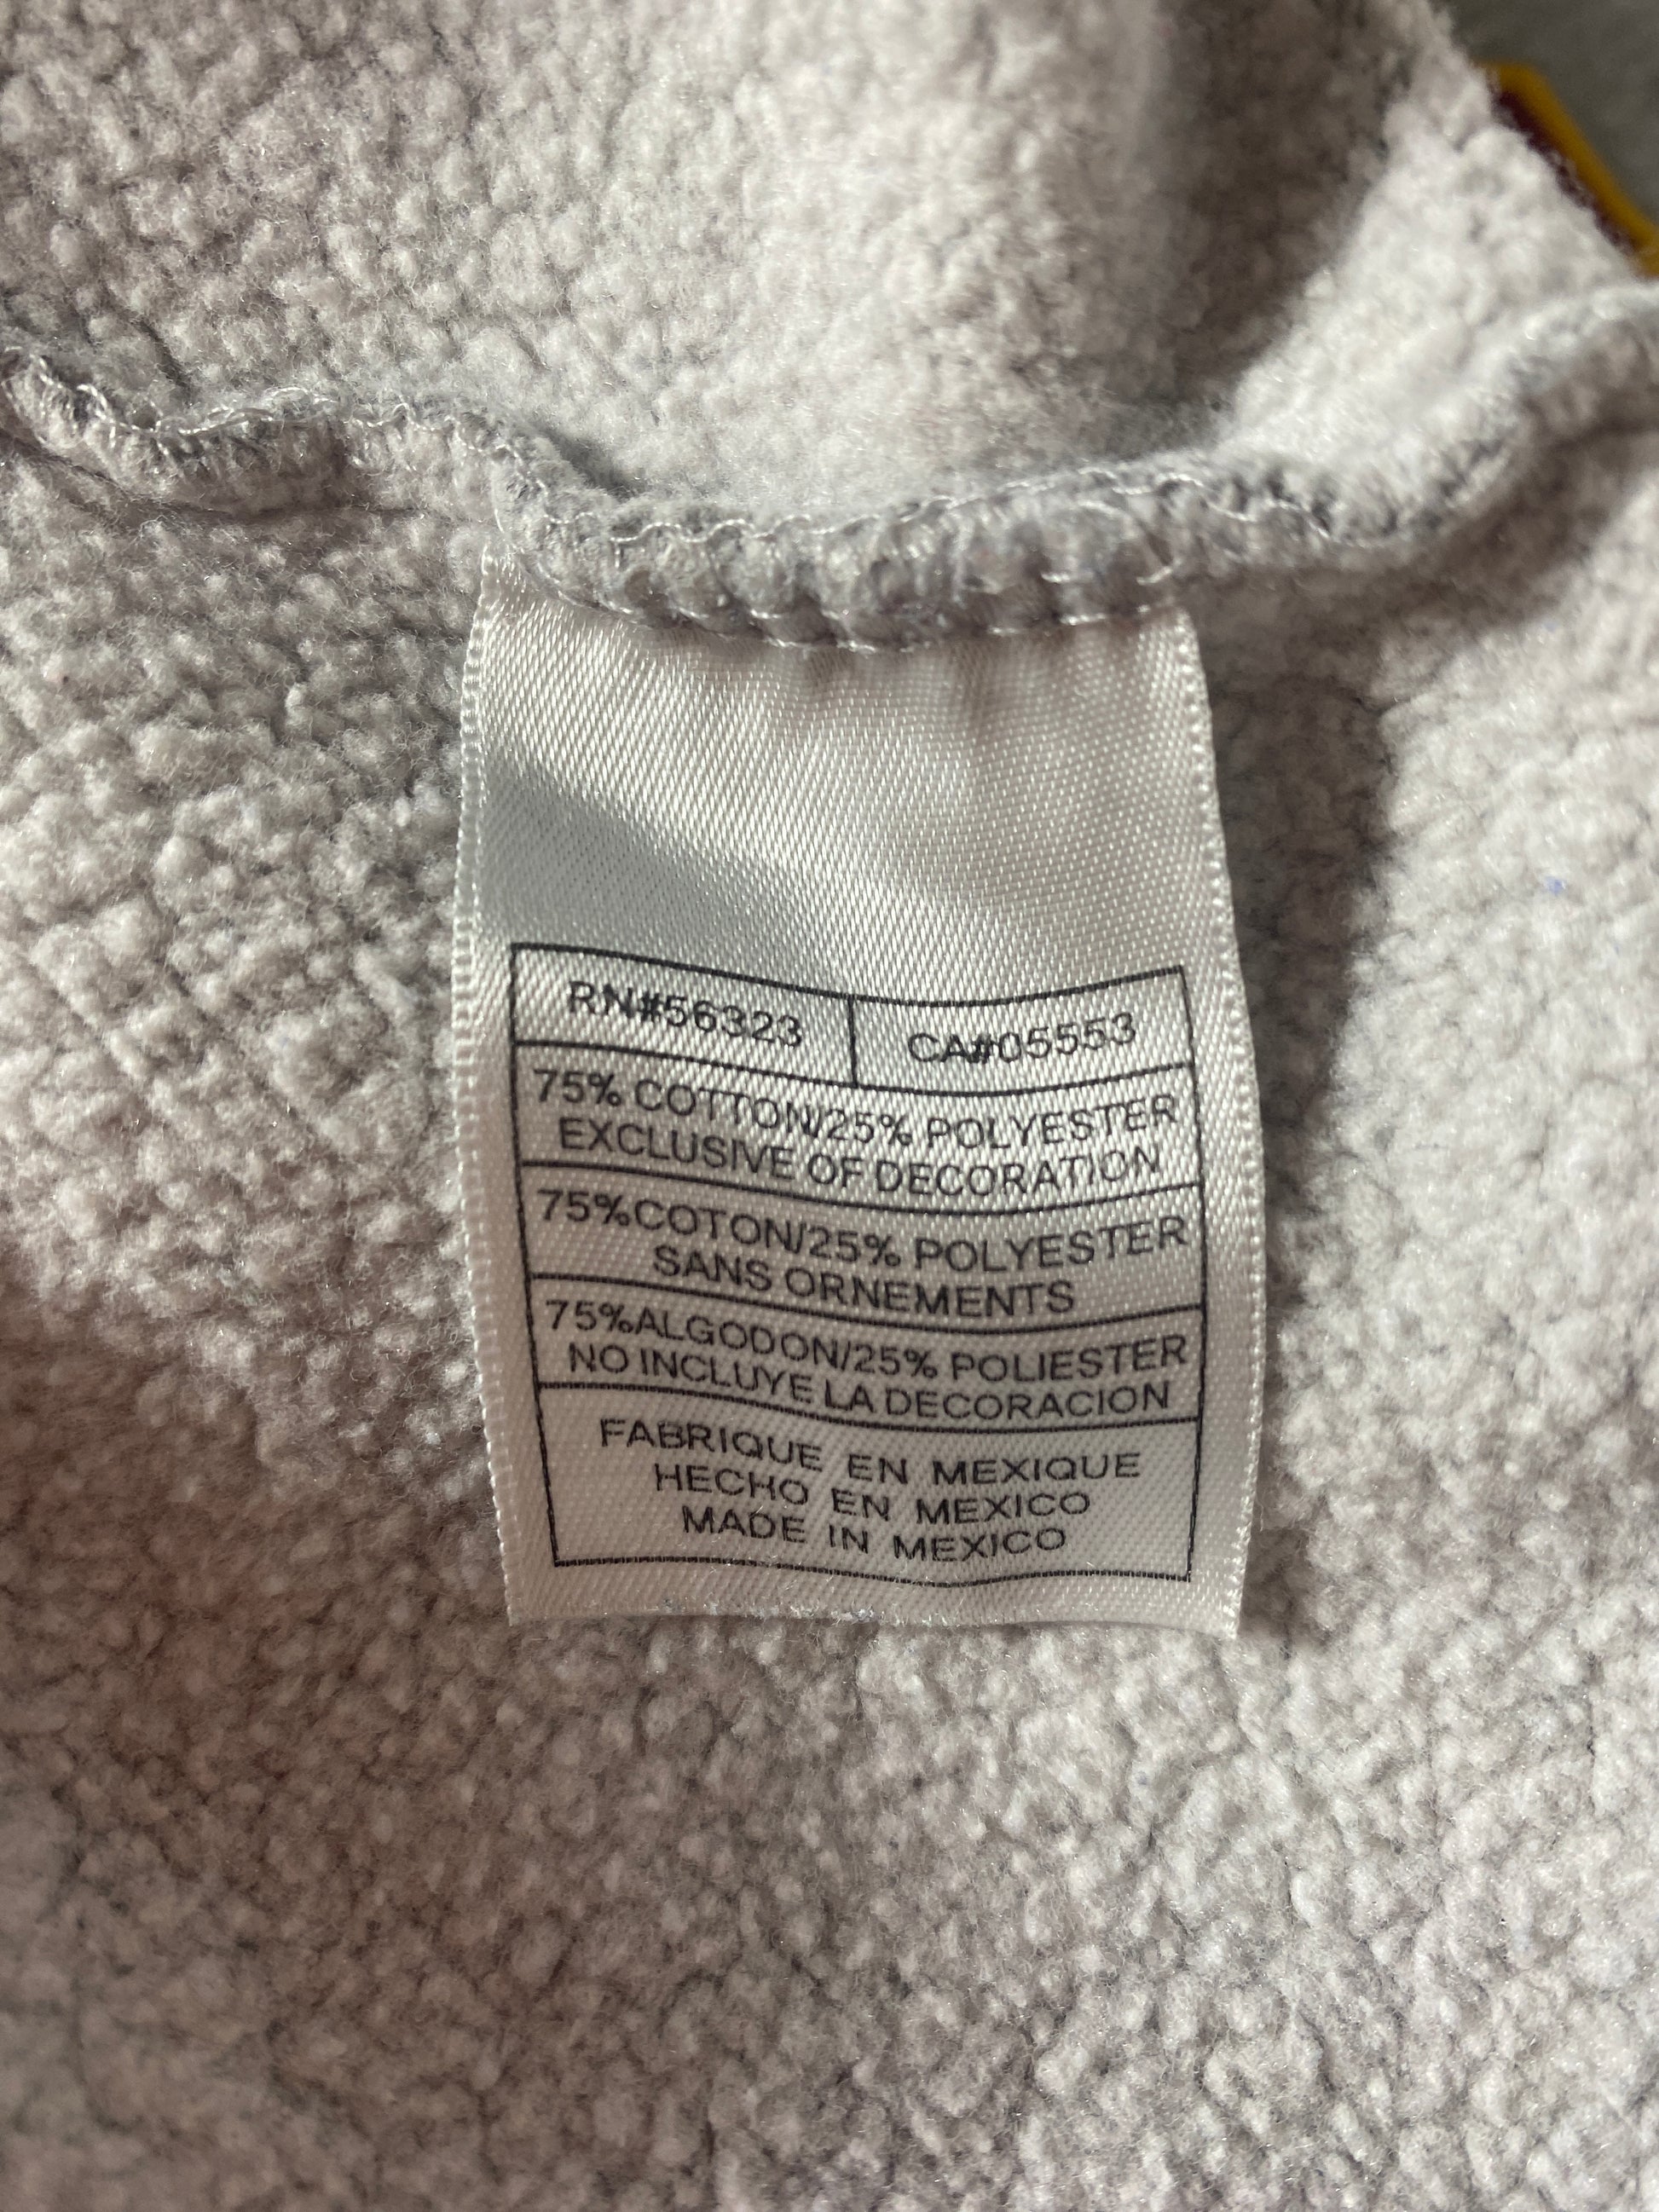 RN#56323 CA#05553
75% COTTON/25% POLYESTER
EXCLUSIVE OF DECORATION
75%COTON/25% POLYESTER
SANS ORNEMENTS
75%ALGODON/25% POLIESTER
NO INCLUYE LA DECORACION
FABRIQUE EN MEXIQUE
HECHO EN MEXICO
MADE IN MEXICO